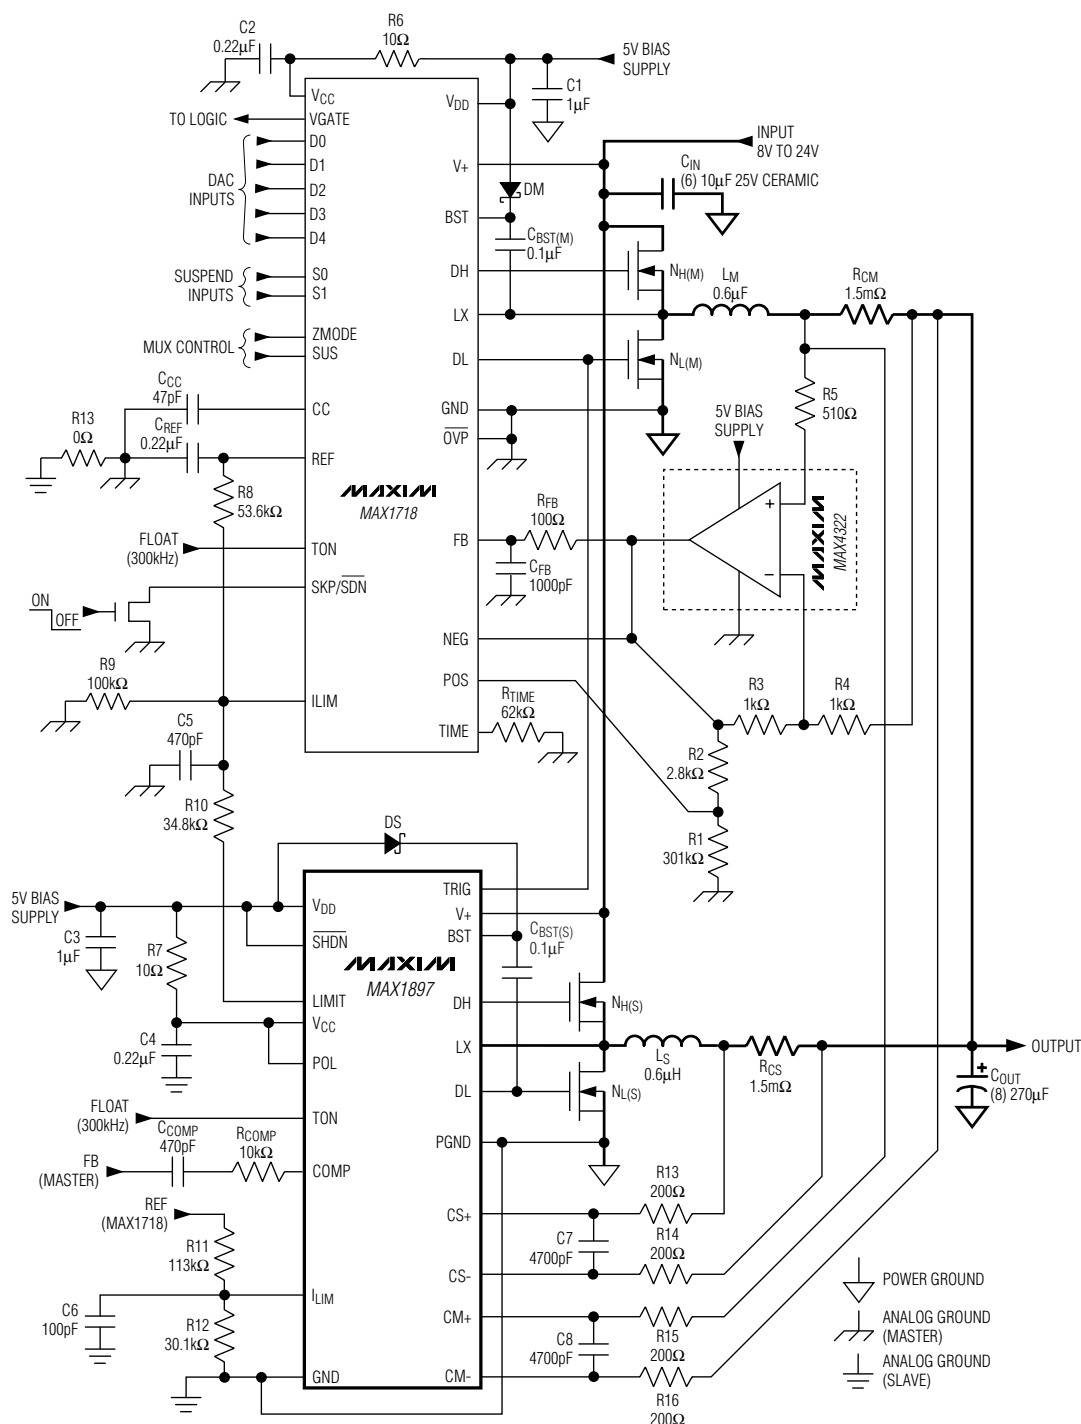 C2
0.22µF
R6
10Ω
5V BIAS
SUPPLY
C1
1µF
VCC
VDD
TO LOGIC
VGATE
INPUT
8V TO 24V
DAC
INPUTS
D0
D1
D2
D3
D4
V+
CIN
(6) 10µF 25V CERAMIC
DM
BST
CBST(M)
0.1µF
SUSPEND
INPUTS
S0
S1
DH
NH(M)
LM
0.6µF
RCM
1.5mΩ
LX
MUX CONTROL
ZMODE
SUS
DL
NL(M)
CCC
47pF
CC
GND
OVP
5V BIAS
SUPPLY
R5
510Ω
R13
0Ω
CREF
0.22µF
REF
R8
53.6kΩ
MAXIM
MAX1718
RFB
100Ω
FB
CFB
1000pF
+
−
MAXIM
MAX4322
FLOAT
(300kHz)
TON
ON
OFF
SKP/SDN
NEG
R9
100kΩ
ILIM
POS
RTIME
62kΩ
TIME
R3
1kΩ
R4
1kΩ
C5
470pF
R2
2.8kΩ
R10
34.8kΩ
DS
R1
301kΩ
5V BIAS
SUPPLY
VDD
TRIG
V+
BST
C3
1µF
R7
10Ω
SHDN
CBST(S)
0.1µF
MAXIM
MAX1897
LIMIT
DH
NH(S)
VCC
C4
0.22µF
POL
LX
LS
0.6µH
RCS
1.5mΩ
OUTPUT
DL
NL(S)
COUT
(8) 270µF
+
FLOAT
(300kHz)
TON
CCOMP
470pF
RCOMP
10kΩ
FB
(MASTER)
COMP
PGND
REF
(MAX1718)
R13
200Ω
CS+
C7
4700pF
R14
200Ω
R11
113kΩ
CS-
POWER GROUND
C6
100pF
ILIM
CM+
R15
200Ω
ANALOG GROUND
(MASTER)
R12
30.1kΩ
C8
4700pF
GND
CM-
R16
200Ω
ANALOG GROUND
(SLAVE)